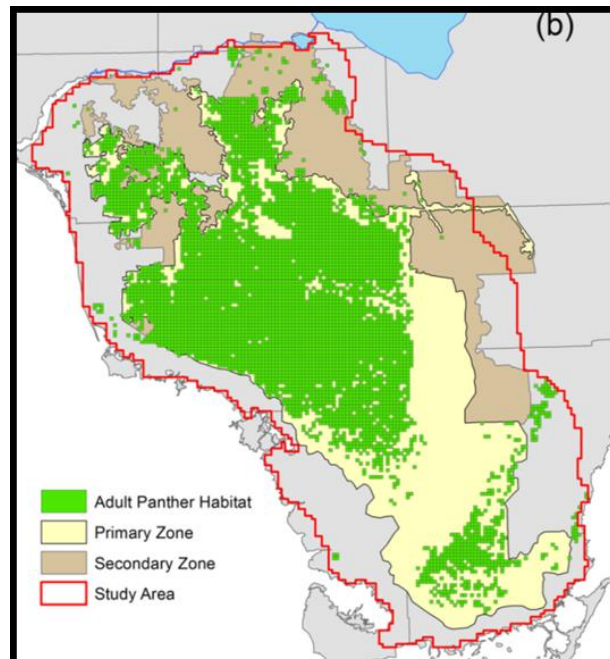 (b)
Adult Panther Habitat
Primary Zone
Secondary Zone
Study Area